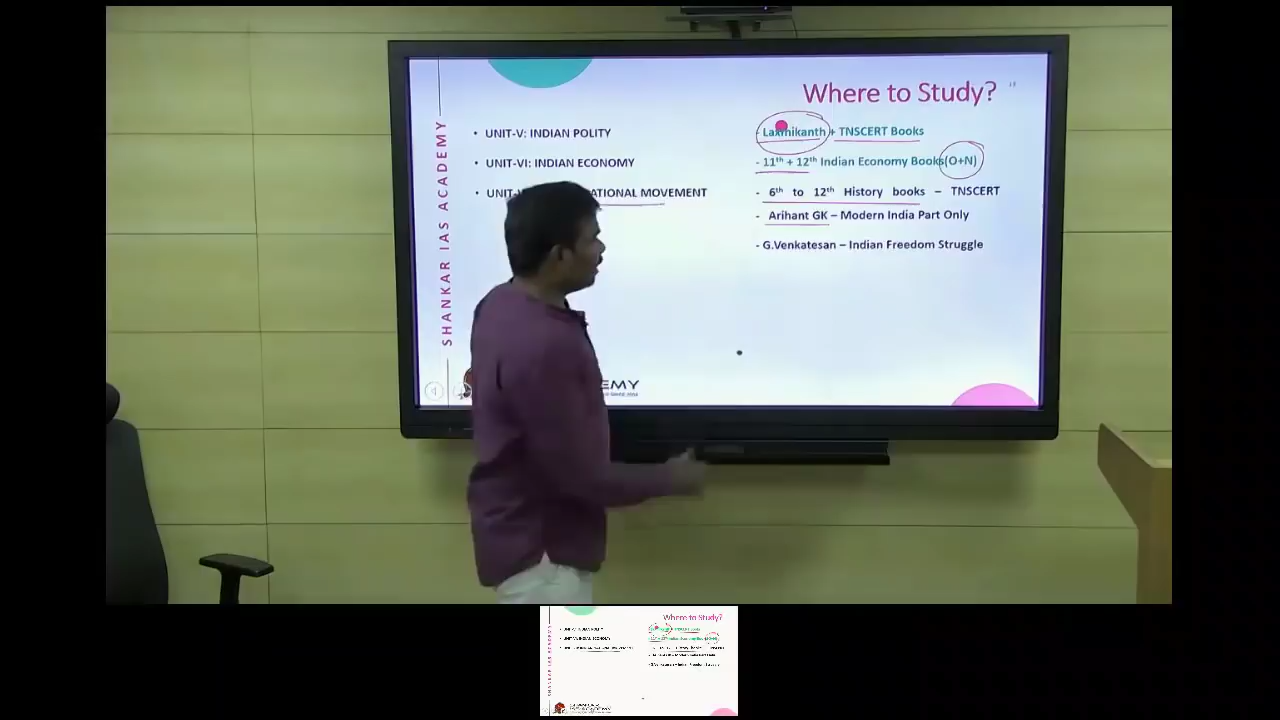 Where to Study?
SHANKAR IAS ACADEMY
• UNIT-V: INDIAN POLITY
- Laxmikanth + TNSCERT Books
• UNIT-VI: INDIAN ECONOMY
- 11th + 12th Indian Economy Books(O+N)
• UNIT- NATIONAL MOVEMENT
- 6th to 12th History books – TNSCERT
- Arihant GK – Modern India Part Only
- G.Venkatesan – Indian Freedom Struggle
EMY
Where to Study?